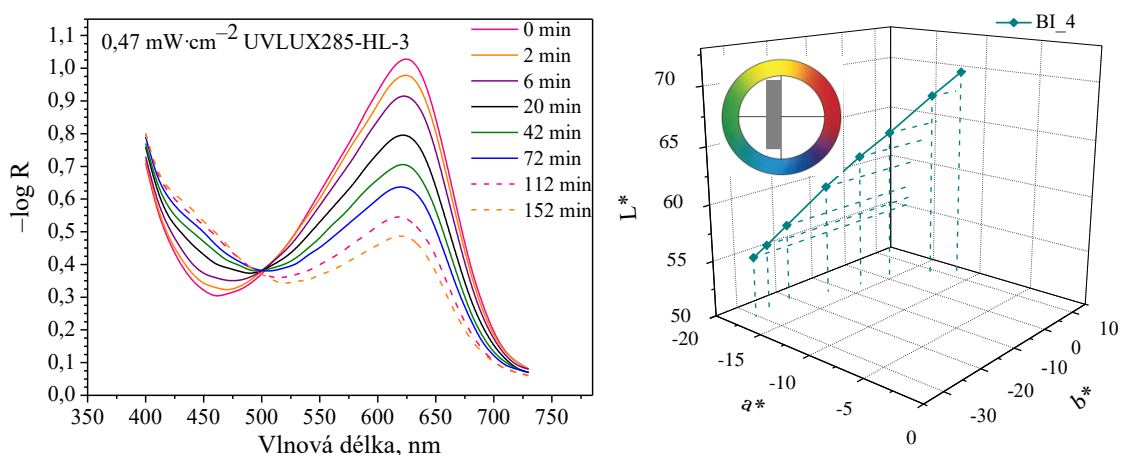 0,47 mW·cm⁻² UVLUX285-HL-3
0 min
2 min
6 min
20 min
42 min
72 min
112 min
152 min
−log R
1,1
1,0
0,9
0,8
0,7
0,6
0,5
0,4
0,3
0,2
0,1
0,0
350 400 450 500 550 600 650 700 750
Vlnová délka, nm
BI_4
L*
70
65
60
55
50
-20
-15
-10
-5
0
a*
-30
-20
-10
0
10
b*